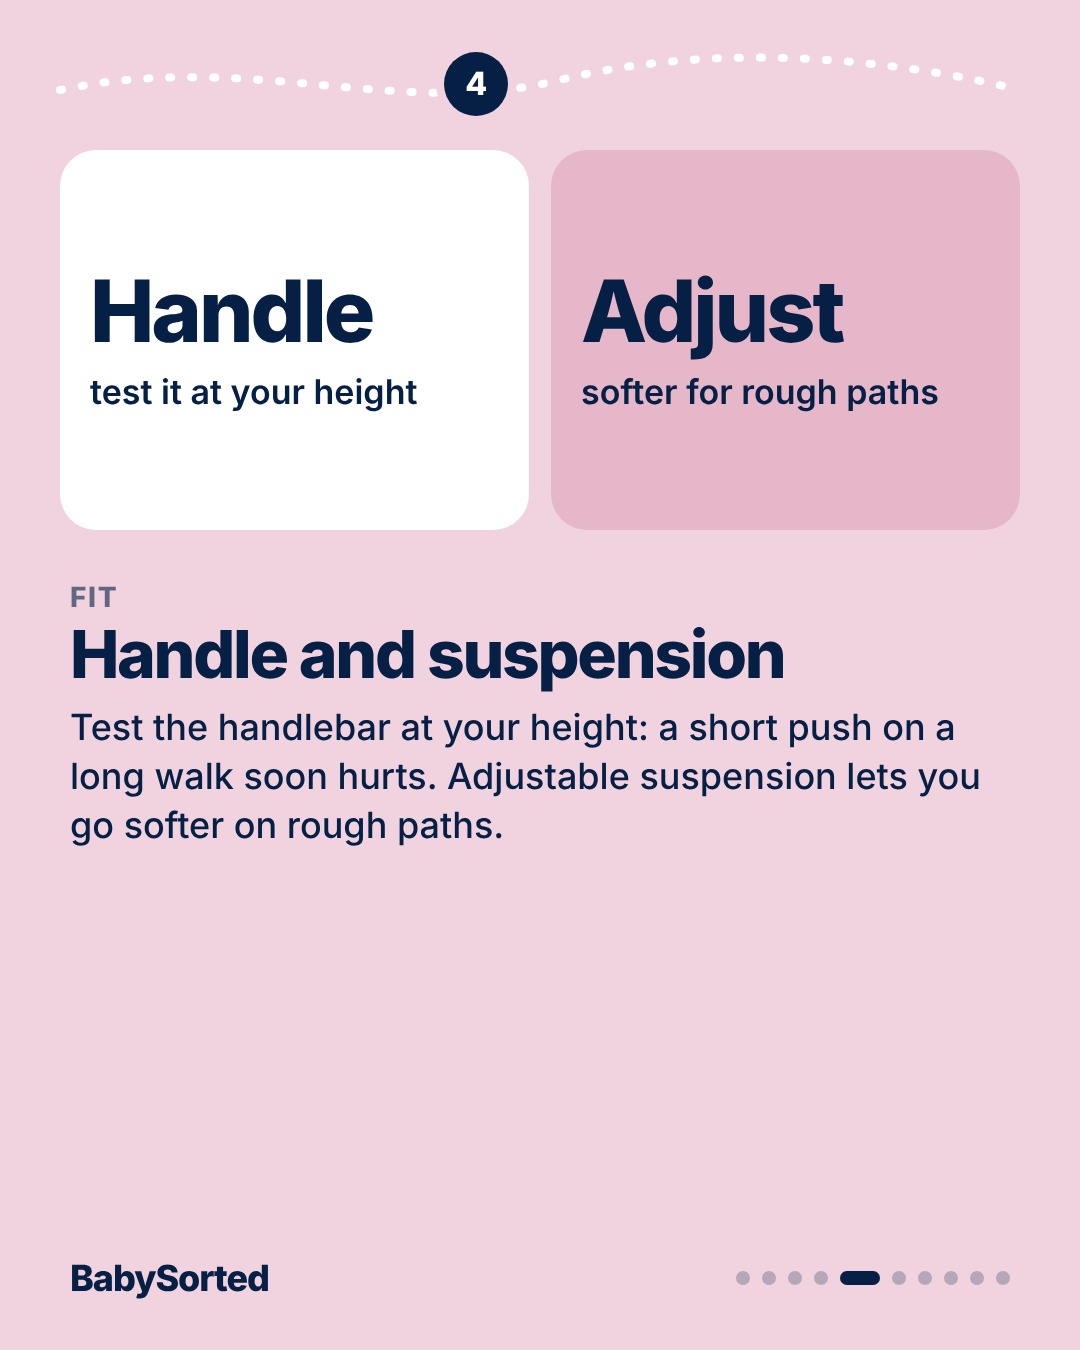 4
Handle
test it at your height
Adjust
softer for rough paths
FIT
Handle and suspension
Test the handlebar at your height: a short push on a
long walk soon hurts. Adjustable suspension lets you
go softer on rough paths.
BabySorted